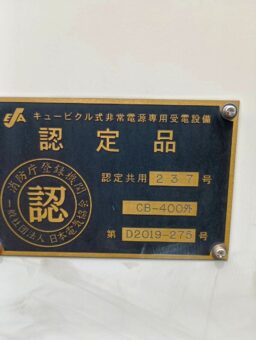 キュービクル式非常電源専用受電設備
認定品
消防庁登録機関
認
一般社団法人 日本電気協会
認定共用 237 号
CB-400外
第 D2019-275 号